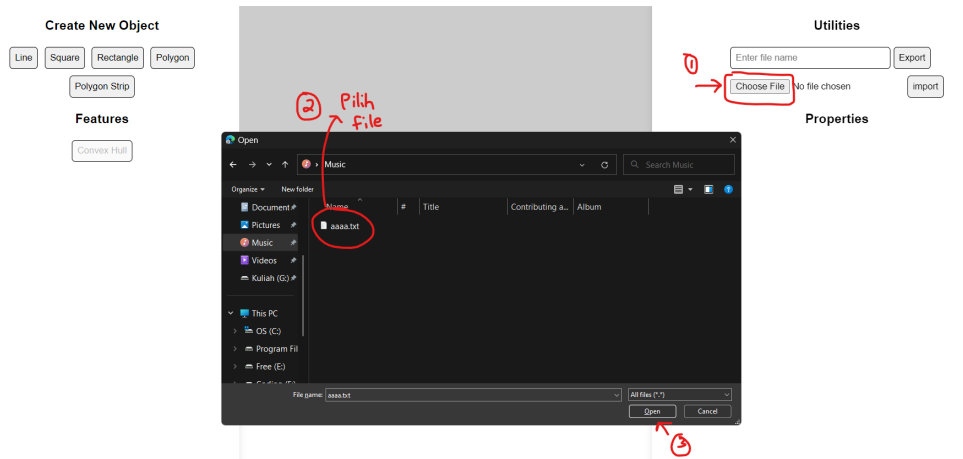 Create New Object
Line
Square
Rectangle
Polygon
Polygon Strip
Features
Convex Hull
Utilities
Enter file name
Export
1
Choose File
No file chosen
import
Properties
2 Pilih
file
Open
Music
Search Music
Organize
New folder
Name
#
Title
Contributing a...
Album
Document
Pictures
Music
Videos
Kuliah (G:)
This PC
OS (C:)
Program Fil
Free (E:)
aaaa.txt
File name:
aaaa.txt
All files (*.*)
Open
Cancel
3